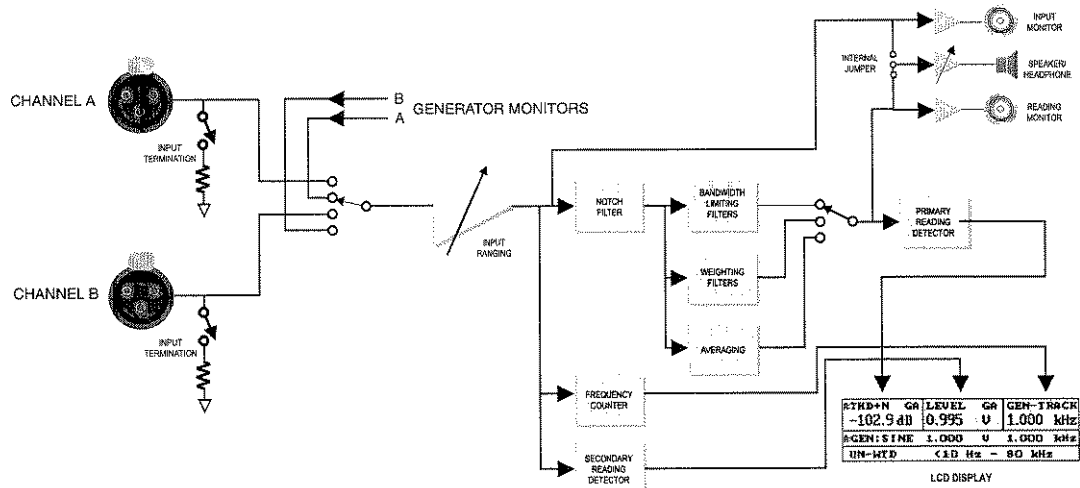 INPUT
MONITOR
INTERNAL
JUMPER
SPEAKER/
HEADPHONE
READING
MONITOR
CHANNEL A
B
GENERATOR MONITORS
A
INPUT
TERMINATION
NOTCH
FILTER
BANDWIDTH
LIMITING
FILTERS
PRIMARY
READING
DETECTOR
INPUT
RANGING
WEIGHTING
FILTERS
CHANNEL B
INPUT
TERMINATION
AVERAGING
FREQUENCY
COUNTER
SECONDARY
READING
DETECTOR
THD+N GA LEVEL GA GEN-TRACK
-102.9 dB 0.995 V 1.000 kHz
GEN:SINE 1.000 V 1.000 kHz
UN-WTD <10 Hz - 80 kHz
LCD DISPLAY